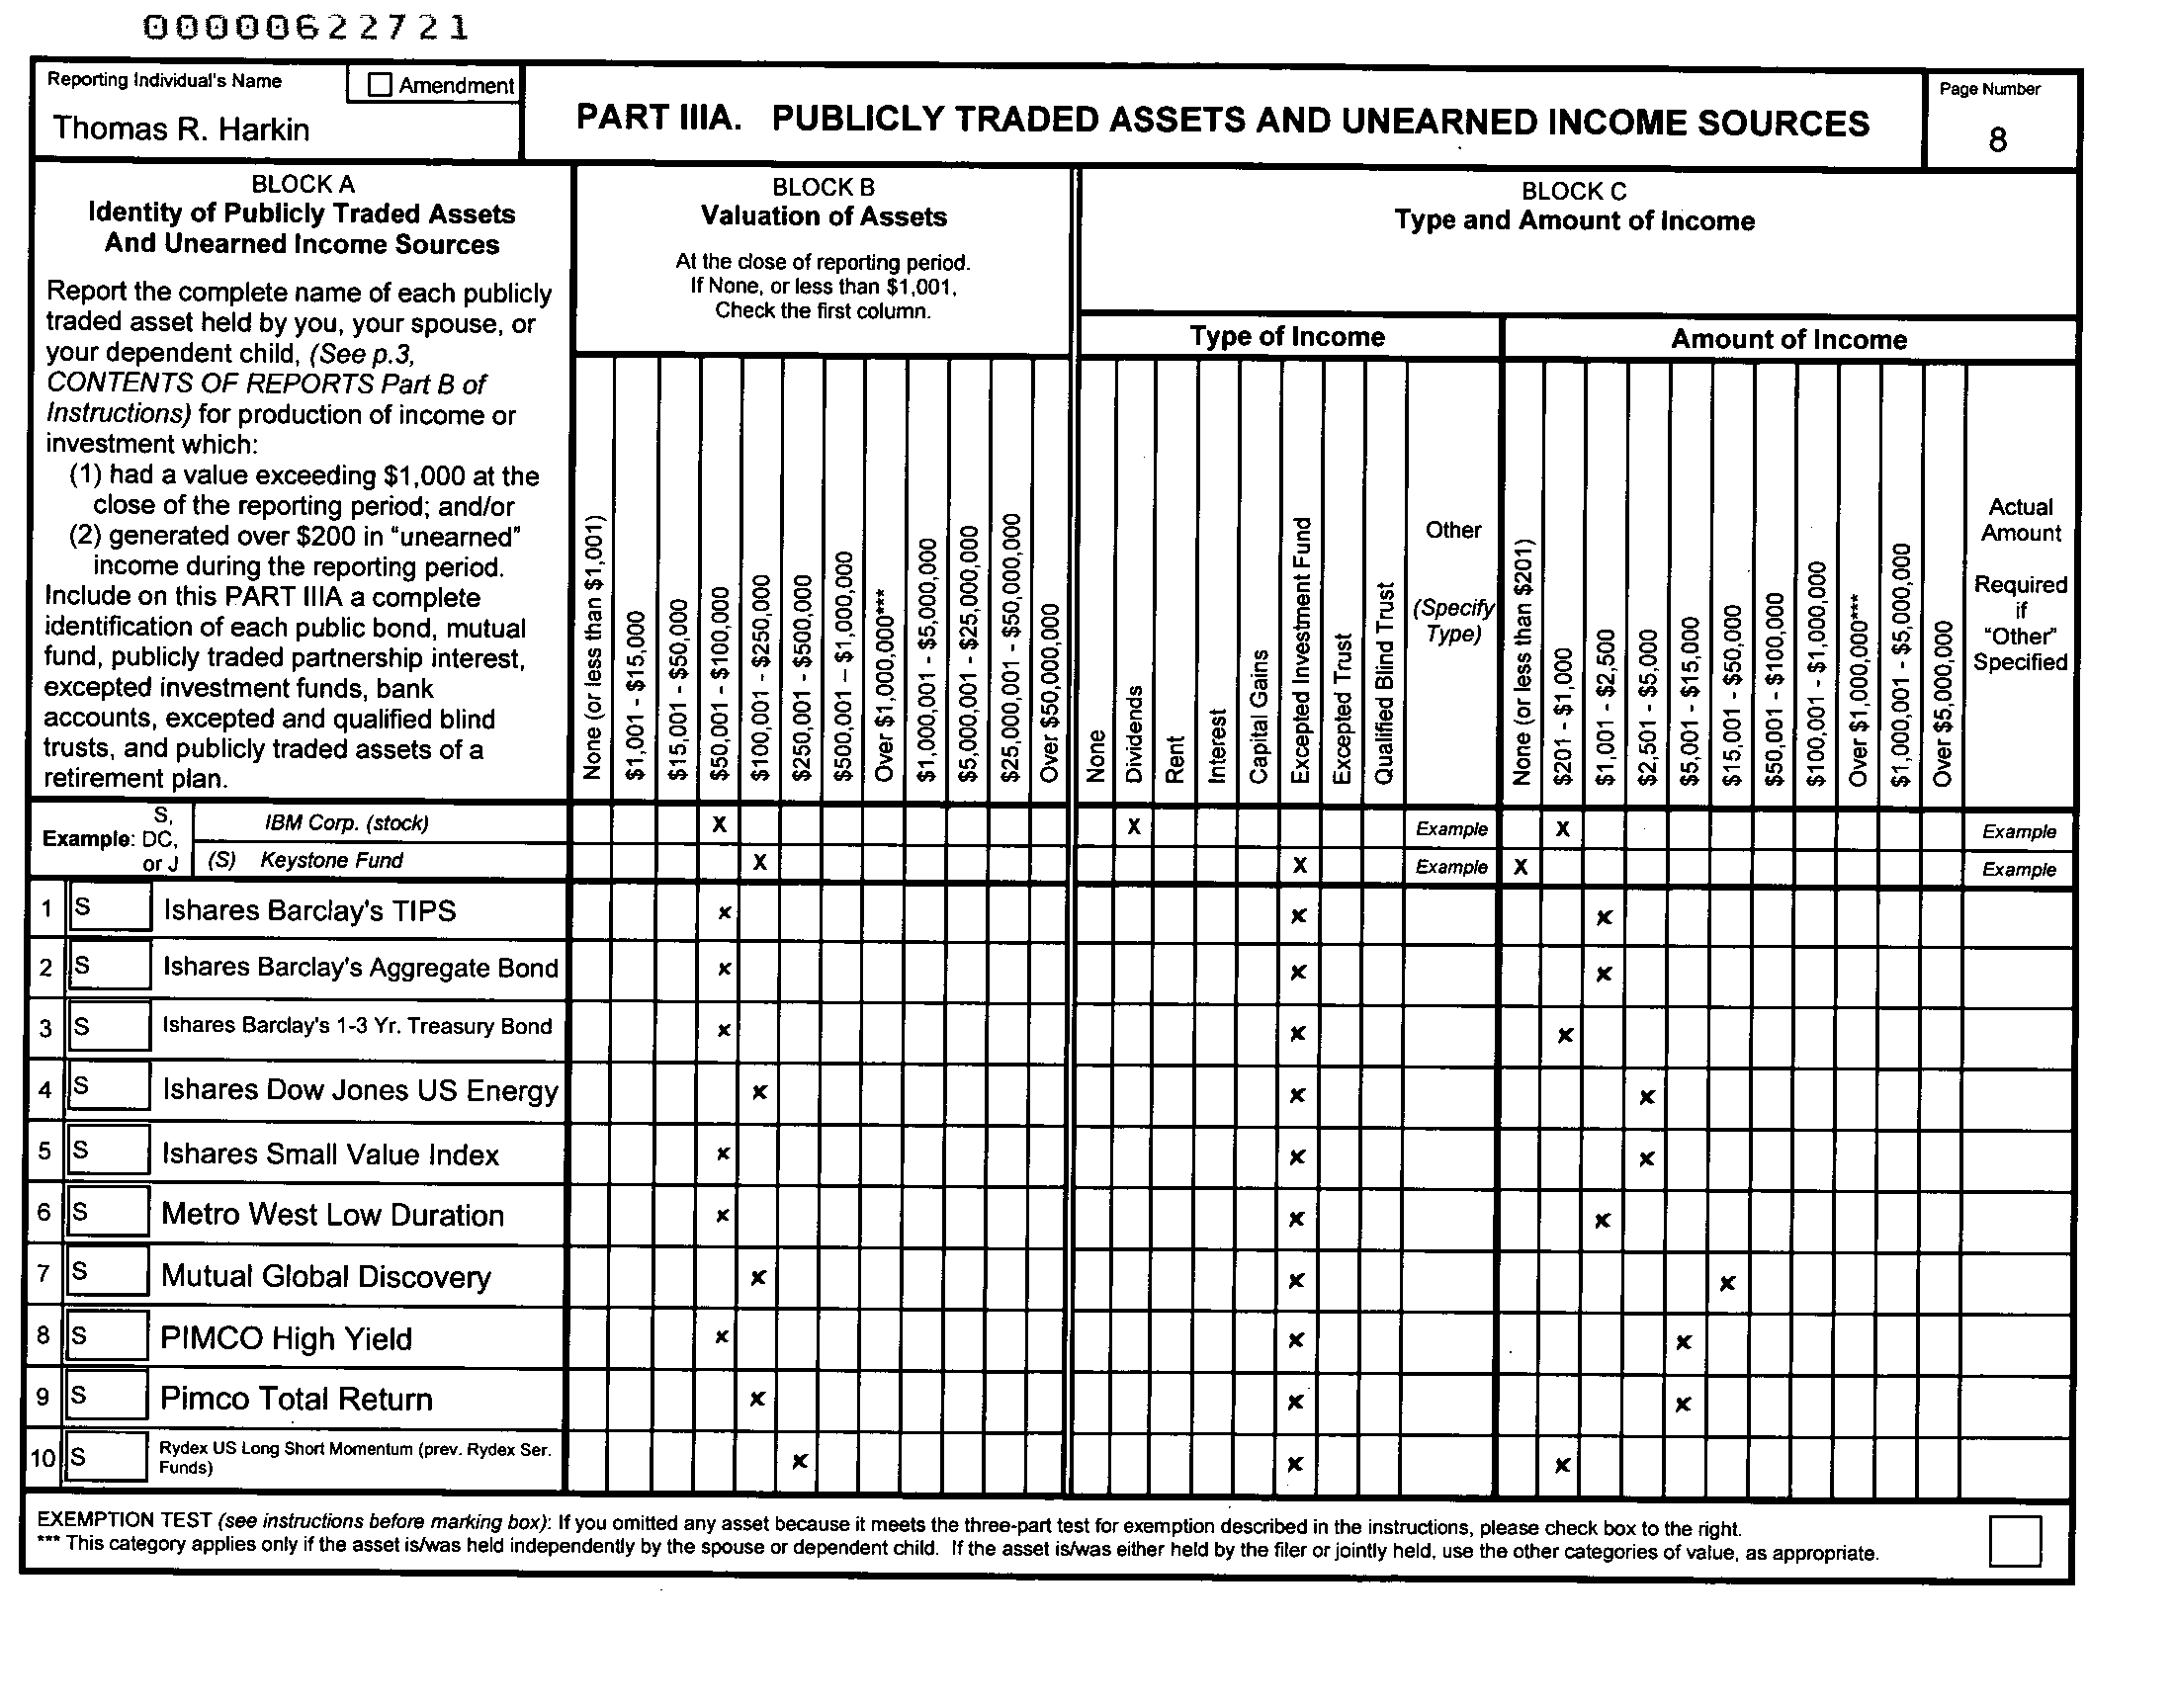 00000622721
Reporting Individual's Name
Amendment
Thomas R. Harkin
PART IIIA. PUBLICLY TRADED ASSETS AND UNEARNED INCOME SOURCES
Page Number
8
BLOCK A
Identity of Publicly Traded Assets
And Unearned Income Sources
Report the complete name of each publicly
traded asset held by you, your spouse, or
your dependent child, (See p.3,
CONTENTS OF REPORTS Part B of
Instructions) for production of income or
investment which:
(1) had a value exceeding $1,000 at the
close of the reporting period; and/or
(2) generated over $200 in "unearned"
income during the reporting period.
Include on this PART IIIA a complete
identification of each public bond, mutual
fund, publicly traded partnership interest,
excepted investment funds, bank
accounts, excepted and qualified blind
trusts, and publicly traded assets of a
retirement plan.
BLOCK B
Valuation of Assets
At the close of reporting period.
If None, or less than $1,001,
Check the first column.
None (or less than $1,001)
$1,001 - $15,000
$15,001 - $50,000
$50,001 - $100,000
$100,001 - $250,000
$250,001 - $500,000
$500,001 – $1,000,000
Over $1,000,000***
$1,000,001 - $5,000,000
$5,000,001 - $25,000,000
$25,000,001 - $50,000,000
Over $50,000,000
BLOCK C
Type and Amount of Income
Type of Income
None
Dividends
Rent
Interest
Capital Gains
Excepted Investment Fund
Excepted Trust
Qualified Blind Trust
Other
(Specify
Type)
Amount of Income
None (or less than $201)
$201 - $1,000
$1,001 - $2,500
$2,501 - $5,000
$5,001 - $15,000
$15,001 - $50,000
$50,001 - $100,000
$100,001 - $1,000,000
Over $1,000,000***
$1,000,001 - $5,000,000
Over $5,000,000
Actual
Amount
Required
if
"Other"
Specified
S,
Example: DC,
or J
IBM Corp. (stock) X X Example X Example
(S) Keystone Fund X X Example X Example
1 S Ishares Barclay's TIPS x x x
2 S Ishares Barclay's Aggregate Bond x x x
3 S Ishares Barclay's 1-3 Yr. Treasury Bond x x x
4 S Ishares Dow Jones US Energy x x x
5 S Ishares Small Value Index x x x
6 S Metro West Low Duration x x x
7 S Mutual Global Discovery x x x
8 S PIMCO High Yield x x x
9 S Pimco Total Return x x x
10 S Rydex US Long Short Momentum (prev. Rydex Ser.
Funds) x x x
EXEMPTION TEST (see instructions before marking box): If you omitted any asset because it meets the three-part test for exemption described in the instructions, please check box to the right.
*** This category applies only if the asset is/was held independently by the spouse or dependent child. If the asset is/was either held by the filer or jointly held, use the other categories of value, as appropriate.